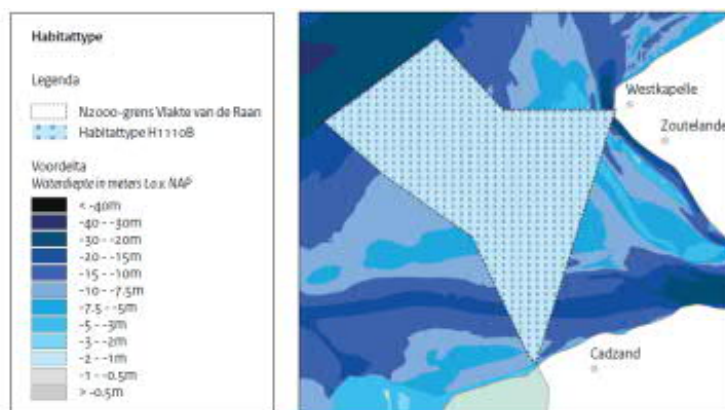 Habitattype
Legenda
N2000-grens Vlakte van de Raan
Habitattype H1110B
Voordelta
Waterdiepte in meters t.o.v. NAP
< -40m
-40 - -30m
-30 - -20m
-20 - -15m
-15 - -10m
-10 - -7.5m
-7.5 - -5m
-5 - -3m
-3 - -2m
-2 - -1m
-1 - -0.5m
> -0.5m
Westkapelle
Zoutelande
Cadzand